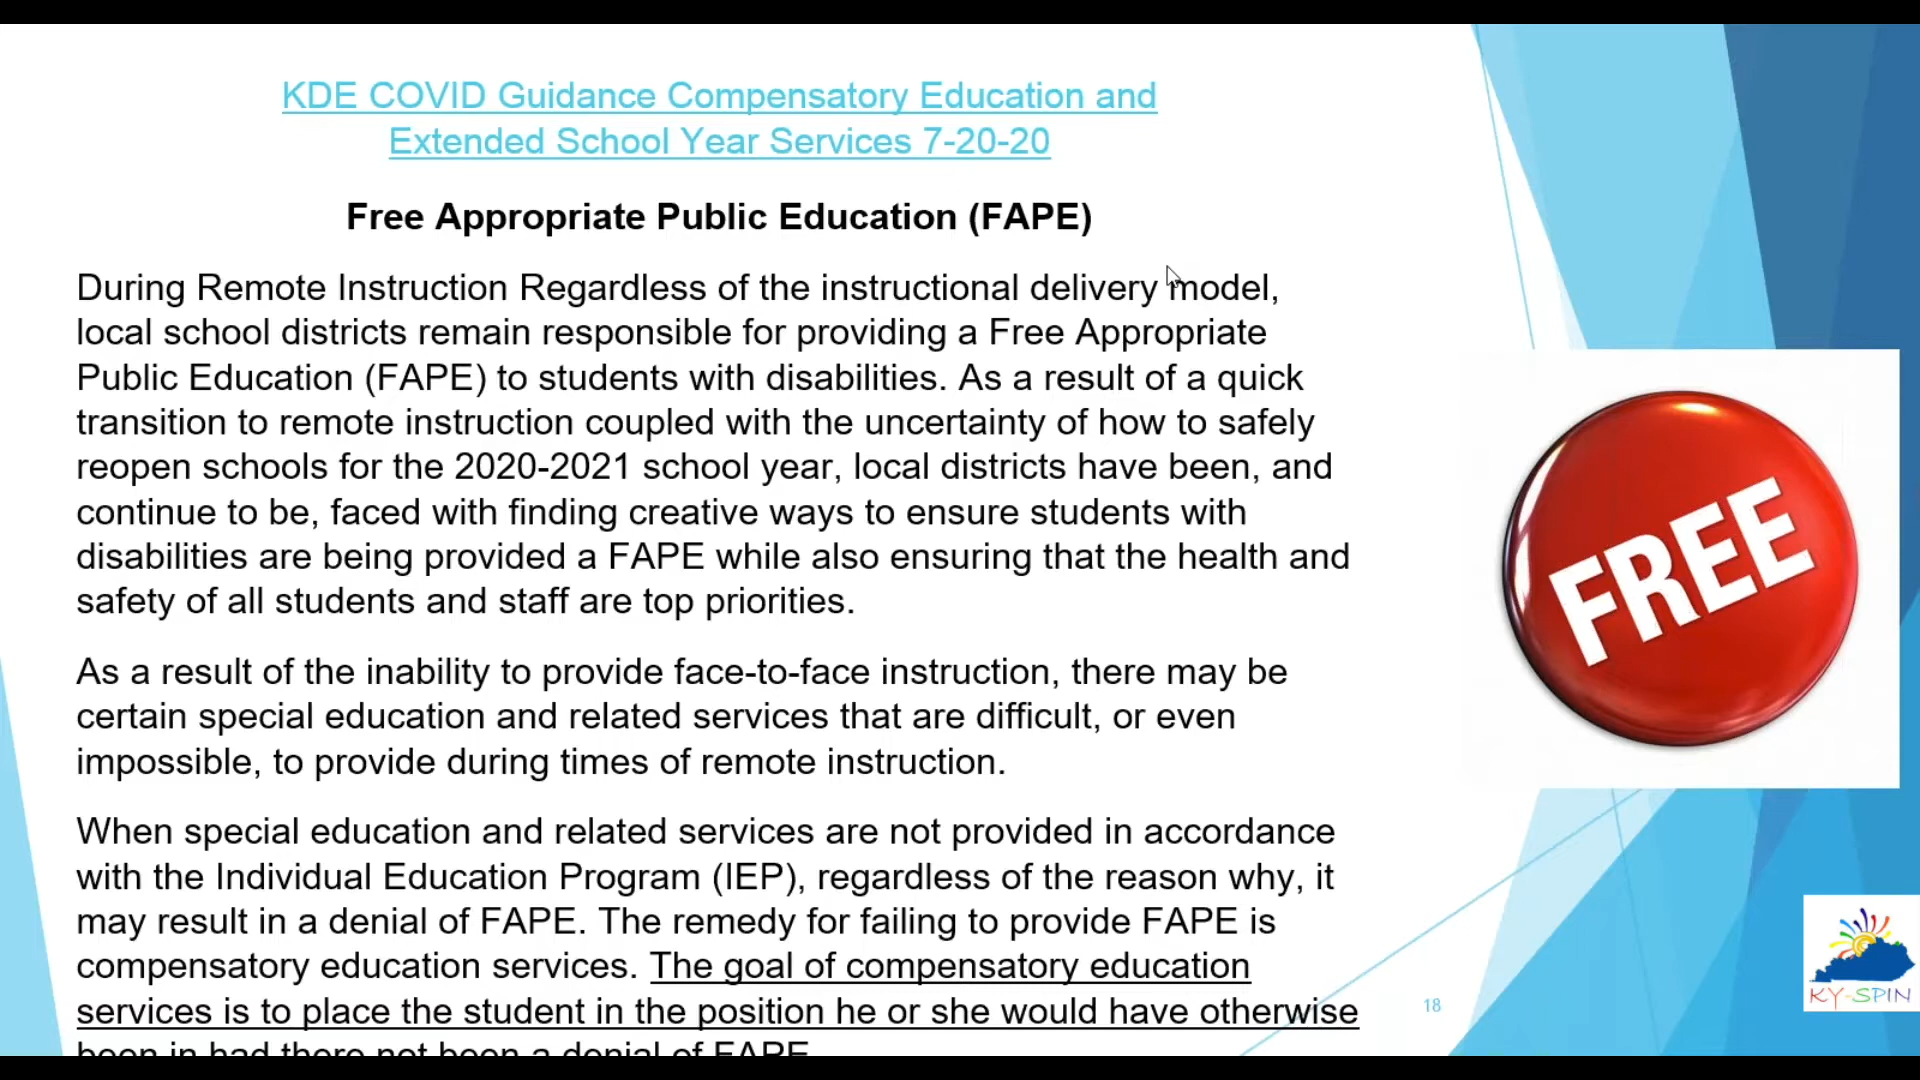 KDE COVID Guidance Compensatory Education and
Extended School Year Services 7-20-20
Free Appropriate Public Education (FAPE)
During Remote Instruction Regardless of the instructional delivery model,
local school districts remain responsible for providing a Free Appropriate
Public Education (FAPE) to students with disabilities. As a result of a quick
transition to remote instruction coupled with the uncertainty of how to safely
reopen schools for the 2020-2021 school year, local districts have been, and
continue to be, faced with finding creative ways to ensure students with
disabilities are being provided a FAPE while also ensuring that the health and
safety of all students and staff are top priorities.
As a result of the inability to provide face-to-face instruction, there may be
certain special education and related services that are difficult, or even
impossible, to provide during times of remote instruction.
When special education and related services are not provided in accordance
with the Individual Education Program (IEP), regardless of the reason why, it
may result in a denial of FAPE. The remedy for failing to provide FAPE is
compensatory education services. The goal of compensatory education
services is to place the student in the position he or she would have otherwise
been in had there not been a denial of FAPE
FREE
KY-SPIN
18